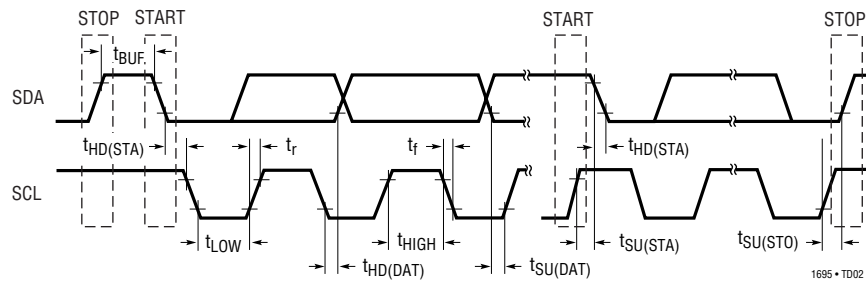 STOP START START STOP
tBUF
SDA
tHD(STA) tr tf tHD(STA)
SCL
tLOW tHIGH tSU(STA) tSU(STO)
tHD(DAT) tSU(DAT)
1695 • TD02